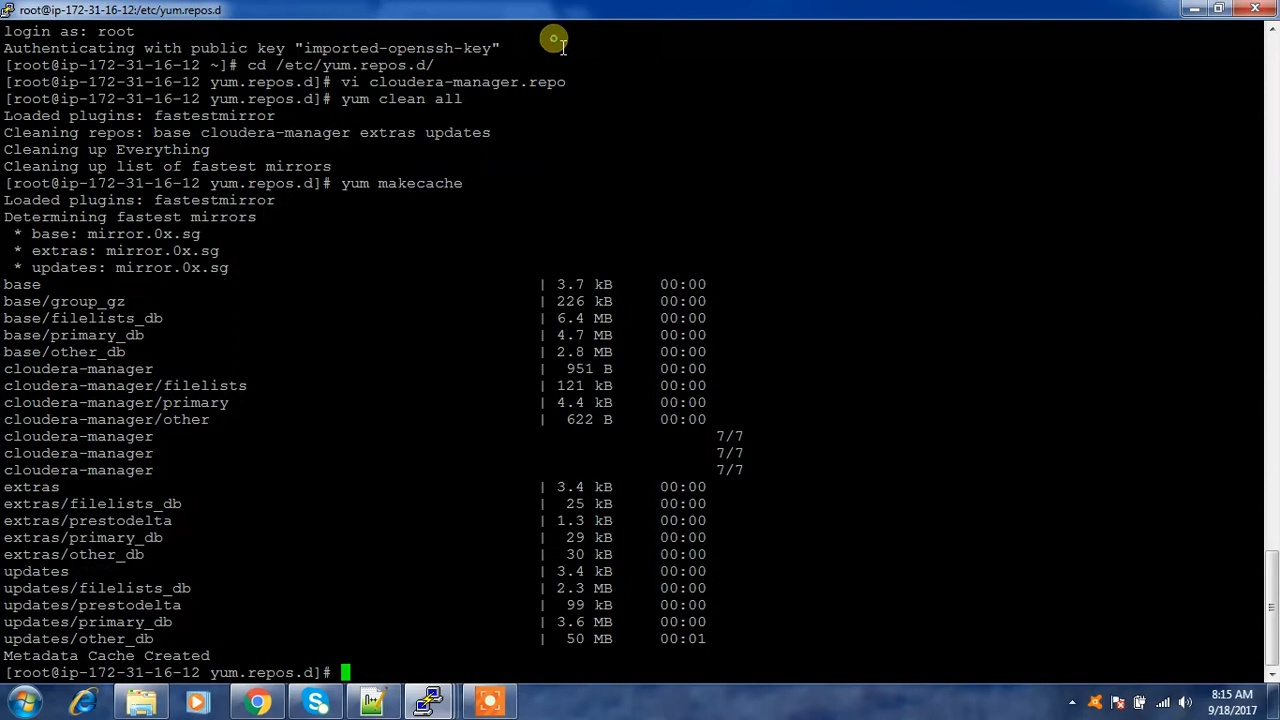 root@ip-172-31-16-12:/etc/yum.repos.d
login as: root
Authenticating with public key "imported-openssh-key"
[root@ip-172-31-16-12 ~]# cd /etc/yum.repos.d/
[root@ip-172-31-16-12 yum.repos.d]# vi cloudera-manager.repo
[root@ip-172-31-16-12 yum.repos.d]# yum clean all
Loaded plugins: fastestmirror
Cleaning repos: base cloudera-manager extras updates
Cleaning up Everything
Cleaning up list of fastest mirrors
[root@ip-172-31-16-12 yum.repos.d]# yum makecache
Loaded plugins: fastestmirror
Determining fastest mirrors
 * base: mirror.0x.sg
 * extras: mirror.0x.sg
 * updates: mirror.0x.sg
base | 3.7 kB 00:00
base/group_gz | 226 kB 00:00
base/filelists_db | 6.4 MB 00:00
base/primary_db | 4.7 MB 00:00
base/other_db | 2.8 MB 00:00
cloudera-manager | 951 B 00:00
cloudera-manager/filelists | 121 kB 00:00
cloudera-manager/primary | 4.4 kB 00:00
cloudera-manager/other | 622 B 00:00
cloudera-manager 7/7
cloudera-manager 7/7
cloudera-manager 7/7
extras | 3.4 kB 00:00
extras/filelists_db | 25 kB 00:00
extras/prestodelta | 1.3 kB 00:00
extras/primary_db | 29 kB 00:00
extras/other_db | 30 kB 00:00
updates | 3.4 kB 00:00
updates/filelists_db | 2.3 MB 00:00
updates/prestodelta | 99 kB 00:00
updates/primary_db | 3.6 MB 00:00
updates/other_db | 50 MB 00:01
Metadata Cache Created
[root@ip-172-31-16-12 yum.repos.d]#
8:15 AM
9/18/2017